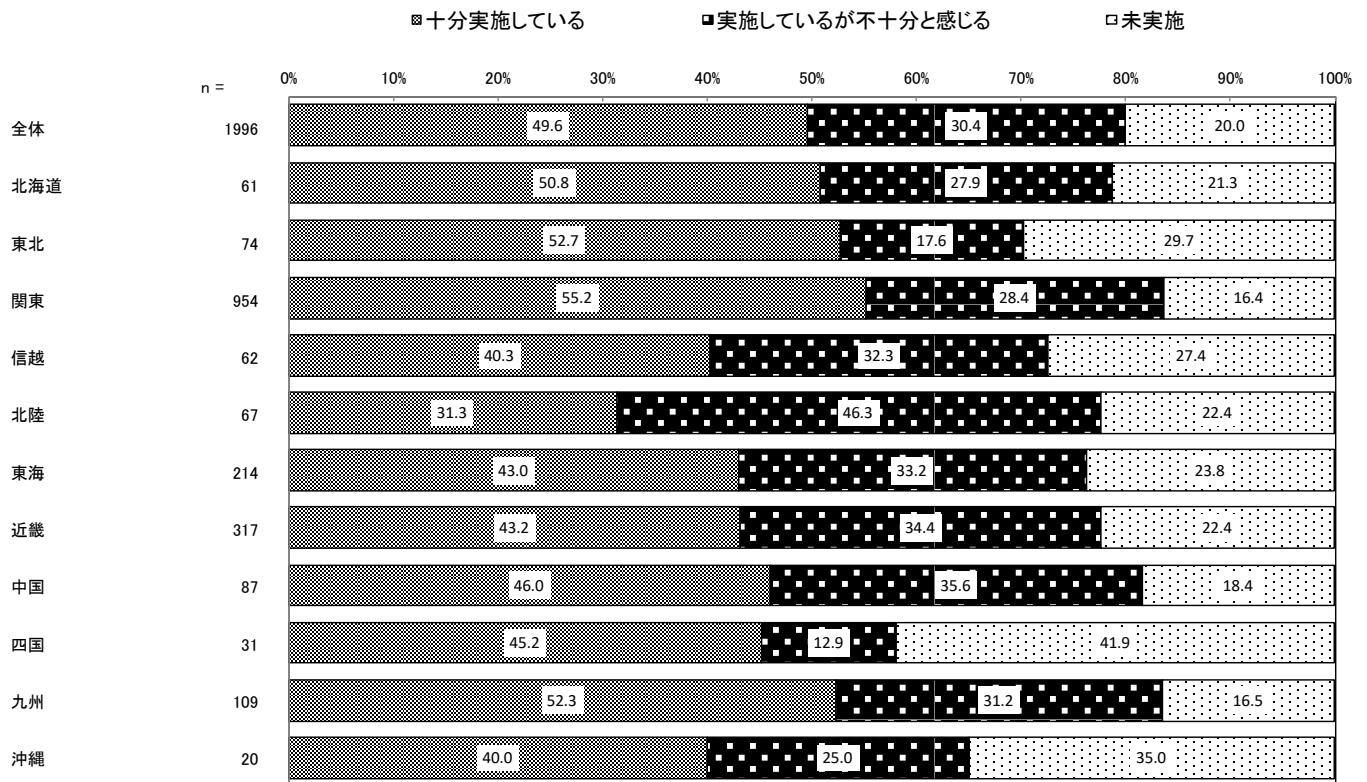 十分実施している 実施しているが不十分と感じる 未実施
n = 0% 10% 20% 30% 40% 50% 60% 70% 80% 90% 100%
全体 1996 49.6 30.4 20.0
北海道 61 50.8 27.9 21.3
東北 74 52.7 17.6 29.7
関東 954 55.2 28.4 16.4
信越 62 40.3 32.3 27.4
北陸 67 31.3 46.3 22.4
東海 214 43.0 33.2 23.8
近畿 317 43.2 34.4 22.4
中国 87 46.0 35.6 18.4
四国 31 45.2 12.9 41.9
九州 109 52.3 31.2 16.5
沖縄 20 40.0 25.0 35.0